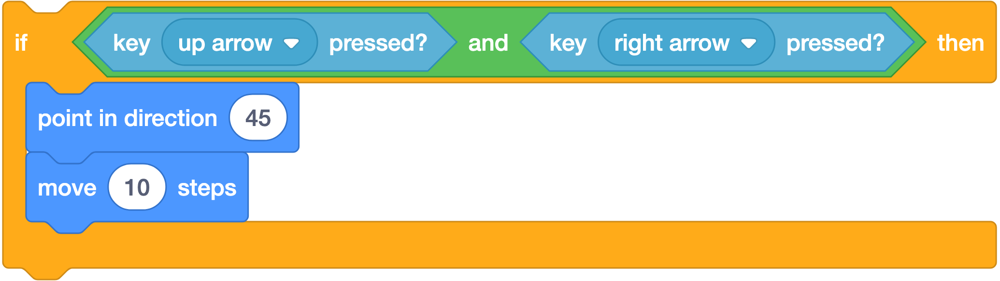 if key up arrow pressed? and key right arrow pressed? then
point in direction 45
move 10 steps